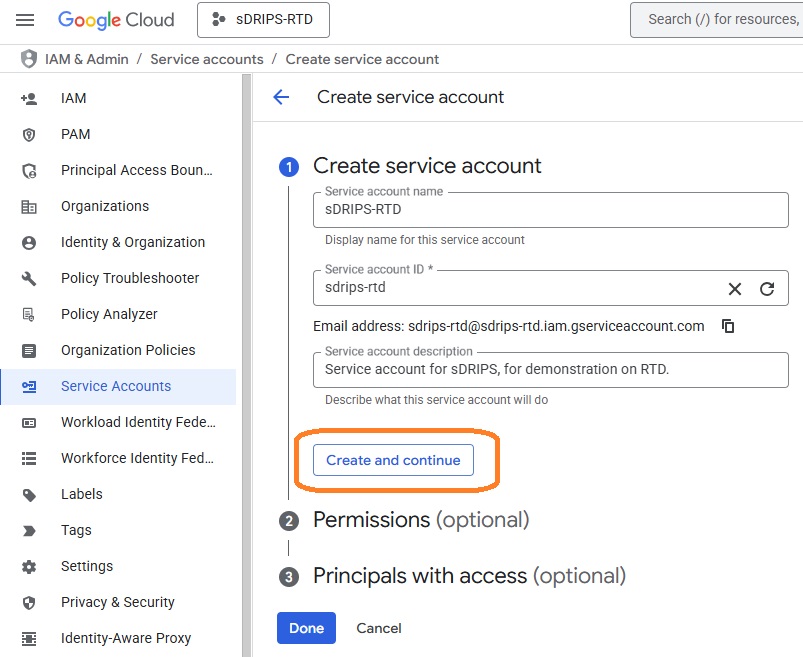 Google Cloud
sDRIPS-RTD
Search (/) for resources,
IAM & Admin / Service accounts / Create service account
IAM
PAM
Principal Access Boun...
Organizations
Identity & Organization
Policy Troubleshooter
Policy Analyzer
Organization Policies
Service Accounts
Workload Identity Fede...
Workforce Identity Fed...
Labels
Tags
Settings
Privacy & Security
Identity-Aware Proxy
Create service account
1 Create service account
Service account name
sDRIPS-RTD
Display name for this service account
Service account ID *
sdrips-rtd
Email address: sdrips-rtd@sdrips-rtd.iam.gserviceaccount.com
Service account description
Service account for sDRIPS, for demonstration on RTD.
Describe what this service account will do
Create and continue
2 Permissions (optional)
3 Principals with access (optional)
Done Cancel